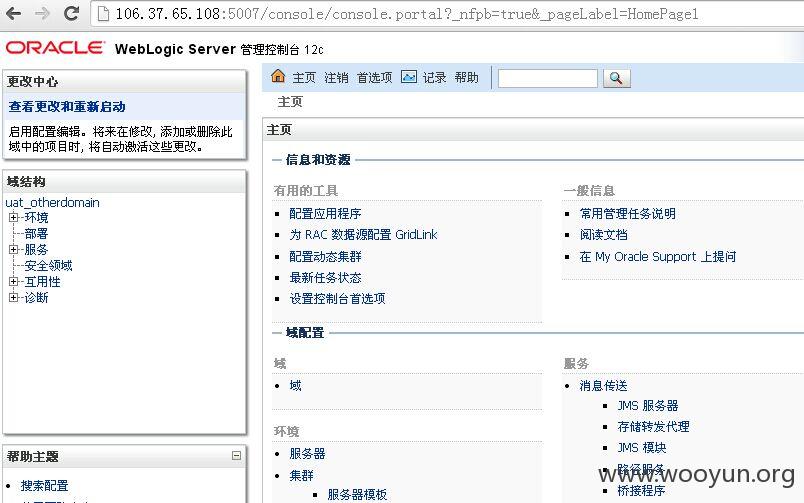 106.37.65.108:5007/console/console.portal?_nfpb=true&_pageLabel=HomePage1
ORACLE WebLogic Server 管理控制台 12c
更改中心
查看更改和重新启动
启用配置编辑。将来在修改, 添加或删除此
域中的项目时, 将自动激活这些更改。
域结构
uat_otherdomain
环境
部署
服务
安全领域
互用性
诊断
帮助主题
搜索配置
主页 注销 首选项 记录 帮助
主页
主页
信息和资源
有用的工具
配置应用程序
为 RAC 数据源配置 GridLink
配置动态集群
最新任务状态
设置控制台首选项
一般信息
常用管理任务说明
阅读文档
在 My Oracle Support 上提问
域配置
域
域
环境
服务器
集群
服务器模板
服务
消息传送
JMS 服务器
存储转发代理
JMS 模块
路径服务
桥接程序
www.wooyun.org